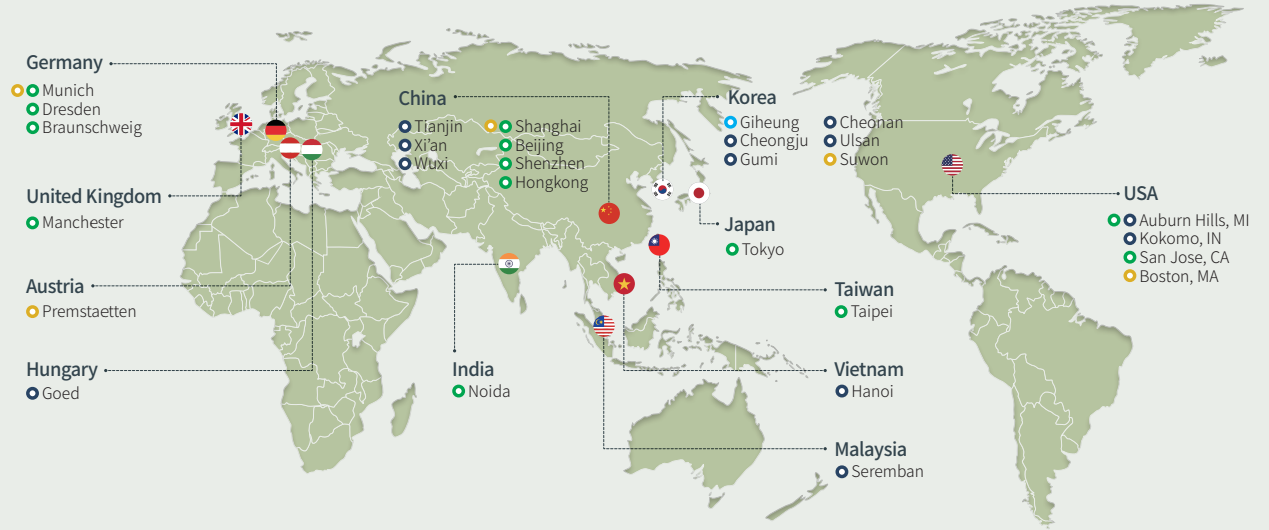 Germany
Munich
Dresden
Braunschweig
United Kingdom
Manchester
Austria
Premstaetten
Hungary
Goed
China
Tianjin
Xi'an
Wuxi
Shanghai
Beijing
Shenzhen
Hongkong
India
Noida
Korea
Giheung
Cheongju
Gumi
Cheonan
Ulsan
Suwon
Japan
Tokyo
Taiwan
Taipei
Vietnam
Hanoi
Malaysia
Seremban
USA
Auburn Hills, MI
Kokomo, IN
San Jose, CA
Boston, MA